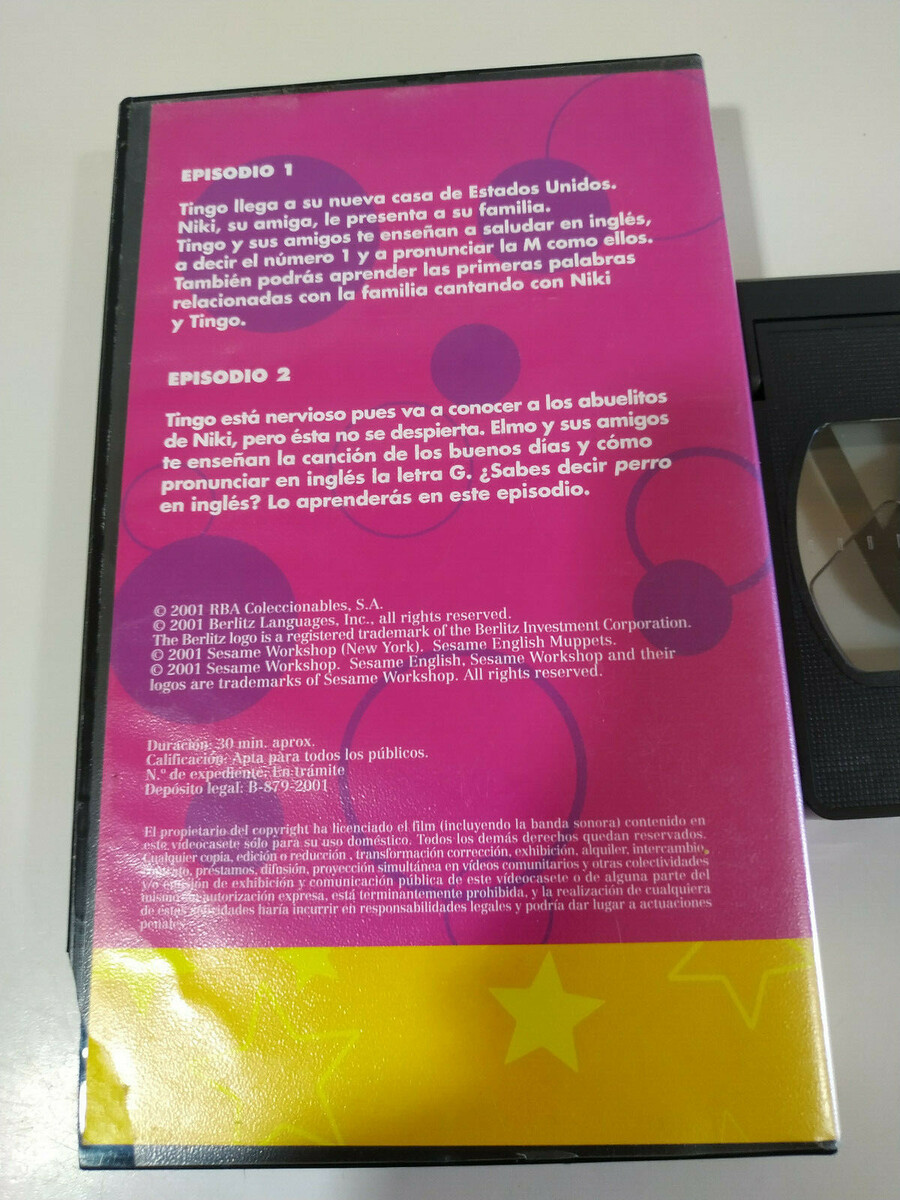 EPISODIO 1
Tingo llega a su nueva casa de Estados Unidos.
Niki, su amiga, le presenta a su familia.
Tingo y sus amigos te enseñan a saludar en inglés,
a decir el número 1 y a pronunciar la M como ellos.
También podrás aprender las primeras palabras
relacionadas con la familia cantando con Niki
y Tingo.
EPISODIO 2
Tingo está nervioso pues va a conocer a los abuelitos
de Niki, pero ésta no se despierta. Elmo y sus amigos
te enseñan la canción de los buenos días y cómo
pronunciar en inglés la letra G. ¿Sabes decir perro
en inglés? Lo aprenderás en este episodio.
© 2001 RBA Coleccionables, S.A.
© 2001 Berlitz Languages, Inc., all rights reserved.
The Berlitz logo is a registered trademark of the Berlitz Investment Corporation.
© 2001 Sesame Workshop (New York). Sesame English Muppets.
© 2001 Sesame Workshop. Sesame English, Sesame Workshop and their
logos are trademarks of Sesame Workshop. All rights reserved.
Duración: 30 min. aprox.
Calificación: Apta para todos los públicos.
N.º de expediente: En trámite
Depósito legal: B-879-2001
El propietario del copyright ha licenciado el film (incluyendo la banda sonora) contenido en
este vídeocasete sólo para su uso doméstico. Todos los demás derechos quedan reservados.
Cualquier copia, edición o reducción , transformación corrección, exhibición, alquiler, intercambio,
préstamos, difusión, proyección simultánea en vídeos comunitarios y otras colectividades
y/o emisión de exhibición y comunicación pública de este vídeocasete o de alguna parte del
mismo autorización expresa, está terminantemente prohibida, y la realización de cualquiera
de estas actividades haría incurrir en responsabilidades legales y podría dar lugar a actuaciones
penales.